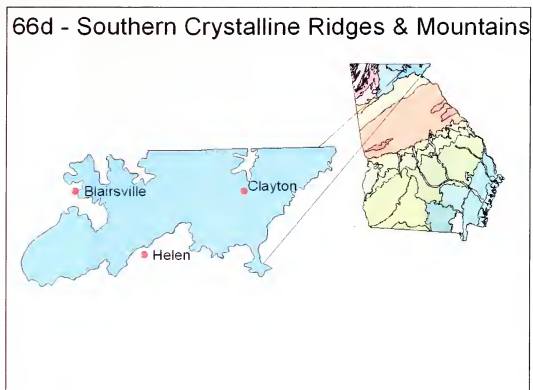 66d - Southern Crystalline Ridges & Mountains
Blairsville
Clayton
Helen